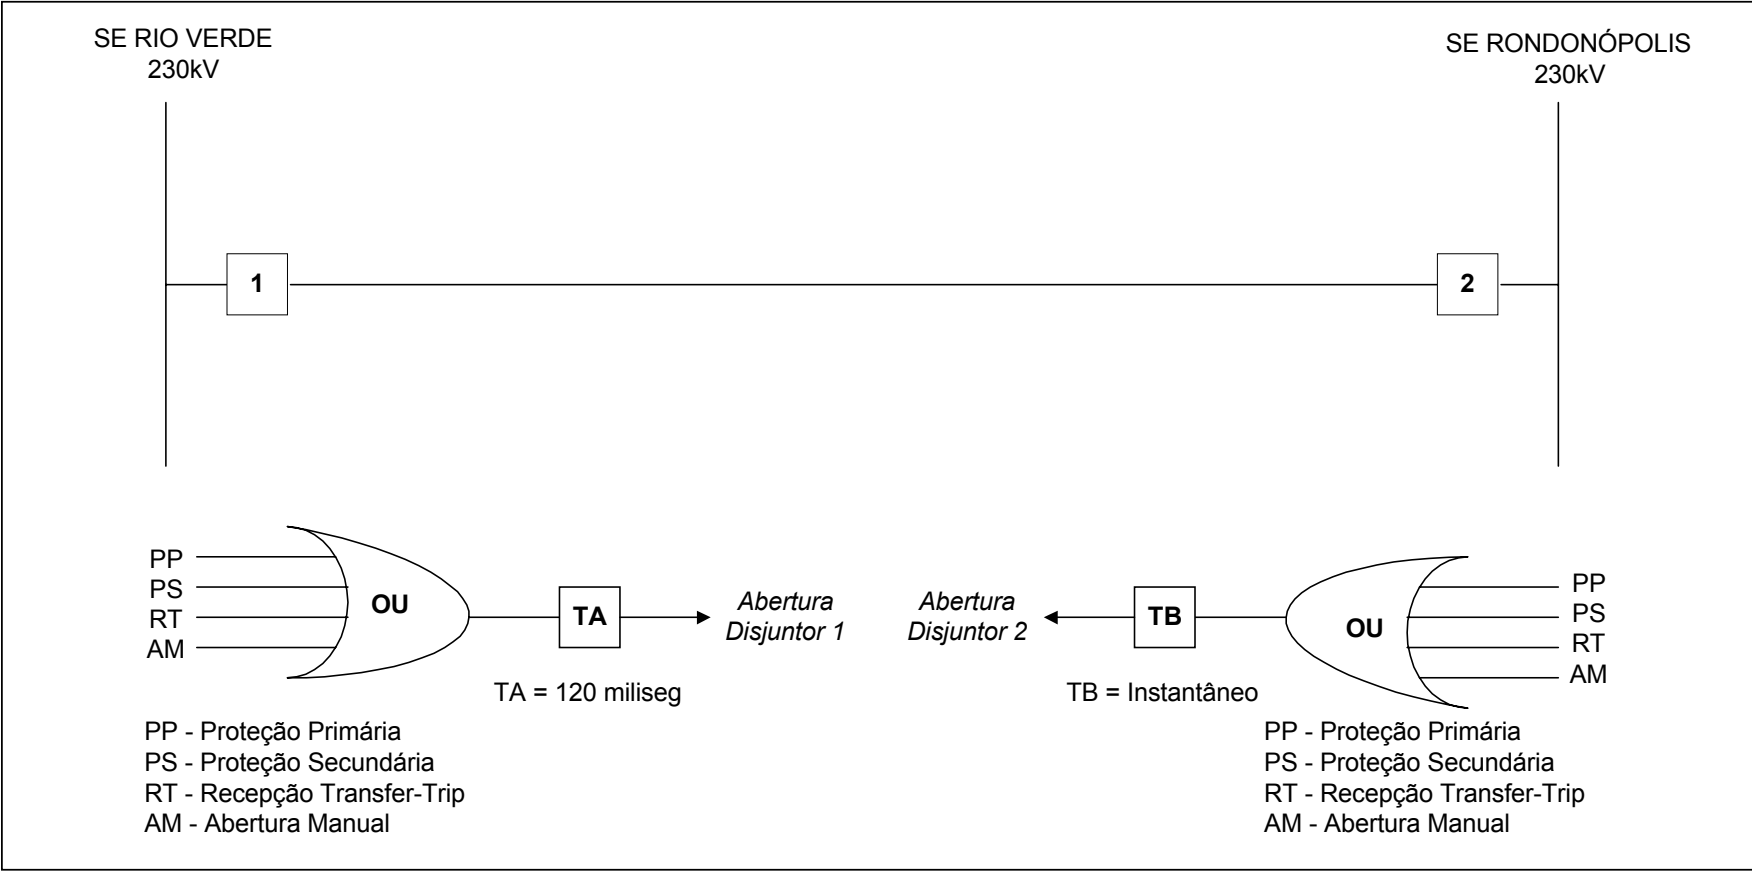 SE RIO VERDE
230kV
SE RONDONÓPOLIS
230kV
1
2
PP
PS
RT
AM
OU
TA
Abertura
Disjuntor 1
TA = 120 miliseg
Abertura
Disjuntor 2
TB
TB = Instantâneo
OU
PP
PS
RT
AM
PP - Proteção Primária
PS - Proteção Secundária
RT - Recepção Transfer-Trip
AM - Abertura Manual
PP - Proteção Primária
PS - Proteção Secundária
RT - Recepção Transfer-Trip
AM - Abertura Manual